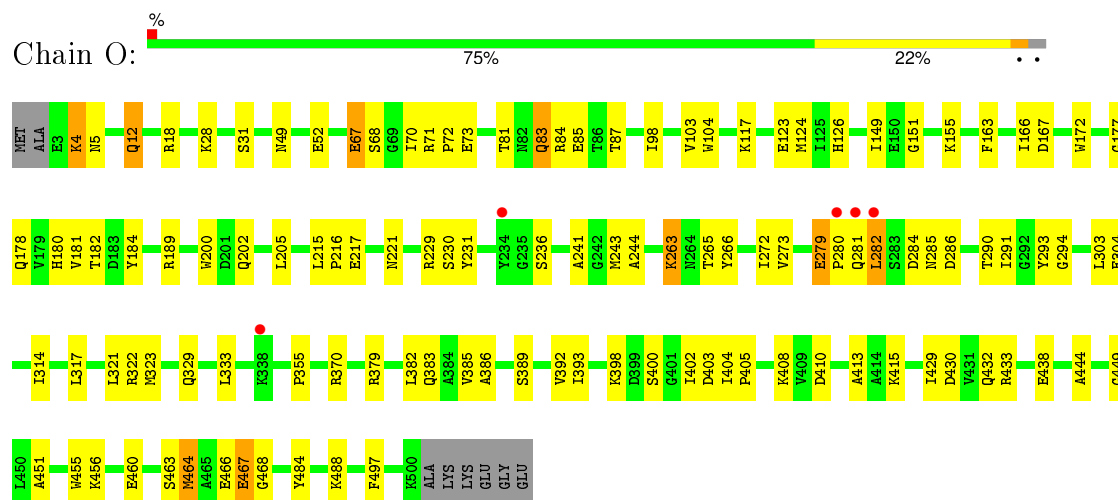 %
Chain O:
75% 22% • •
MET ALA E3 K4 N5 Q12 R18 K28 S31 N49 E52 E67 S68 G69 I70 R71 P72 E73 T81 N82 Q83 R84 E85 T86 T87 I98 V103 W104 K117 E123 M124 I125 H126 I149 E150 G151 K155 F163 I166 D167 W172
Q178 V179 H180 V181 T182 D183 Y184 R189 W200 D201 Q202 L205 L215 P216 E217 N221 R229 S230 Y231 Y234 G235 S236 A241 G242 M243 A244 K263 N264 T265 Y266 I272 V273 E279 P280 Q281 L282 S283 D284 N285 D286 T290 I291 G292 Y293 G294 L303
I314 L317 L321 R322 M323 Q329 L333 K338 P355 R370 R379 L382 Q383 A384 V385 A386 S389 V392 I393 K398 D399 S400 G401 I402 D403 I404 P405 K408 V409 D410 A413 A414 K415 I429 D430 V431 Q432 R433 E438 A444
L450 A451 W455 K456 E460 S463 M464 A465 E466 E467 G468 Y484 K488 F497 K500 ALA LYS LYS GLU GLY GLU